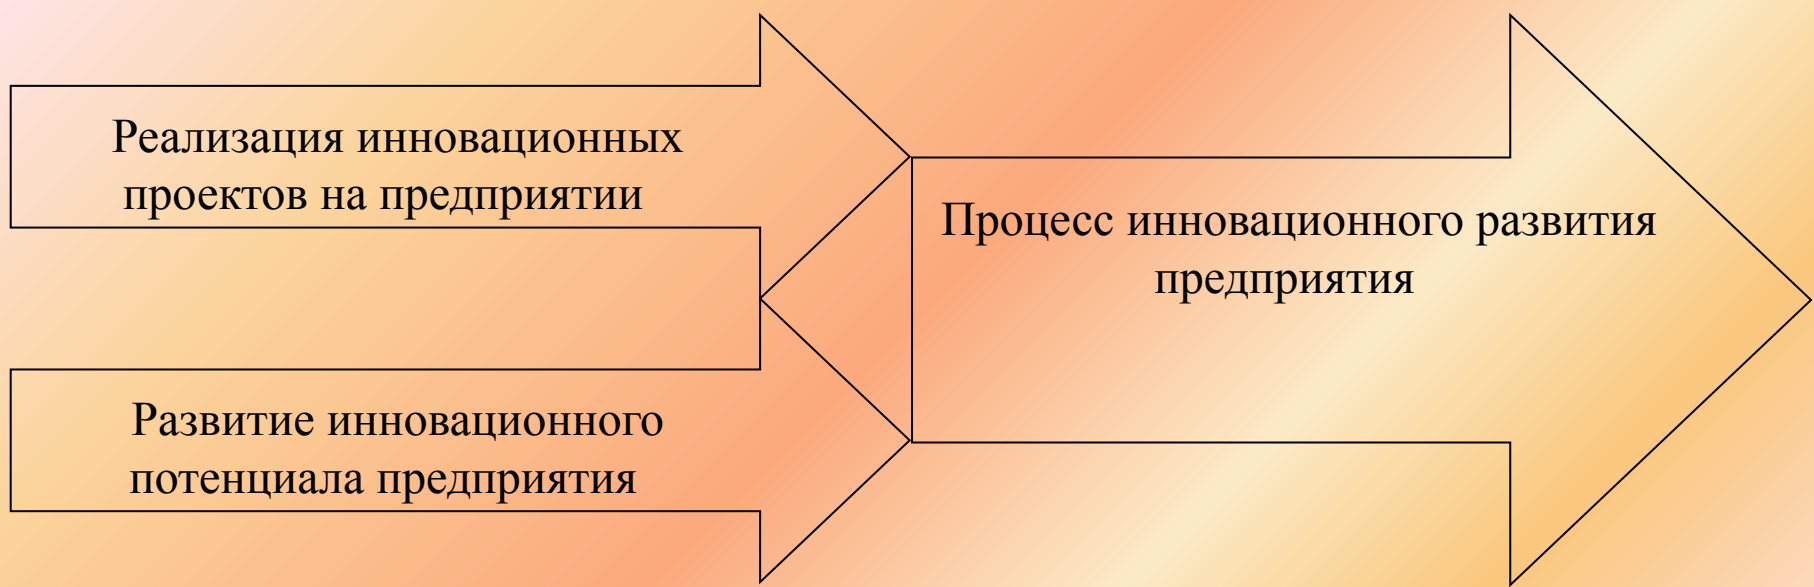 Реализация инновационных
проектов на предприятии
Процесс инновационного развития
предприятия
Развитие инновационного
потенциала предприятия